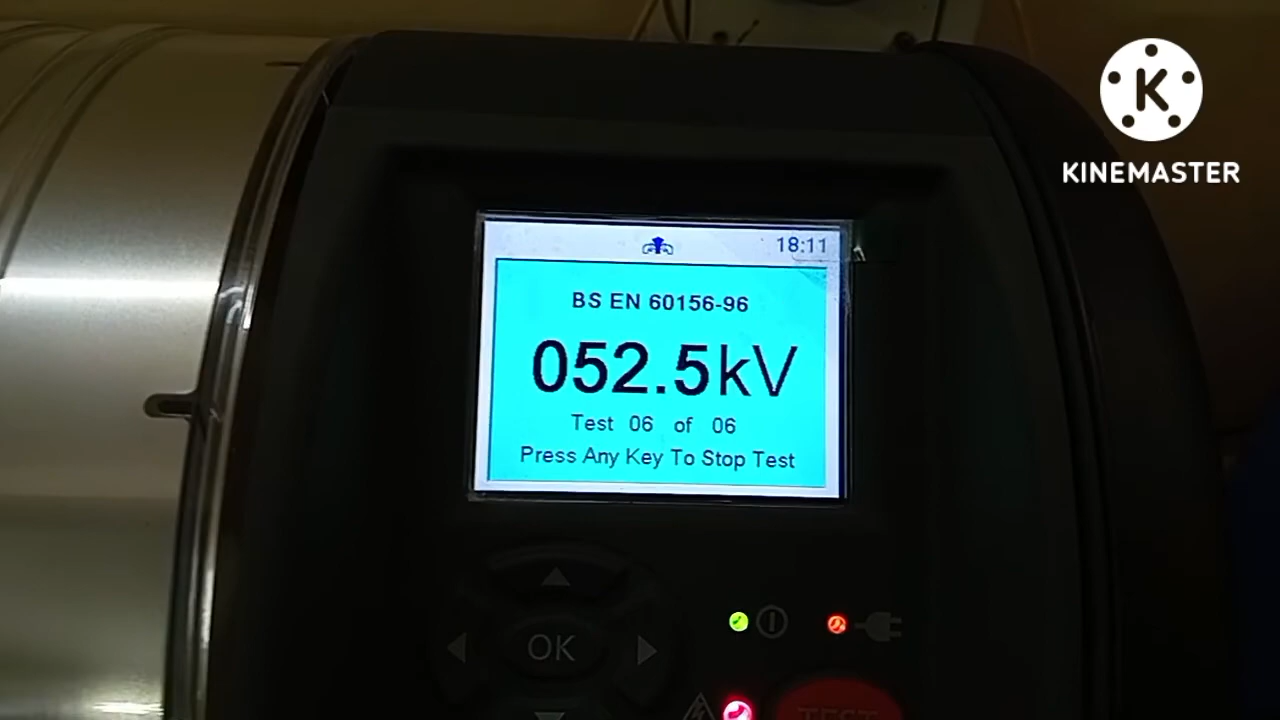 K
KINEMASTER
18:11
BS EN 60156-96
052.5kV
Test 06 of 06
Press Any Key To Stop Test
OK
TEST